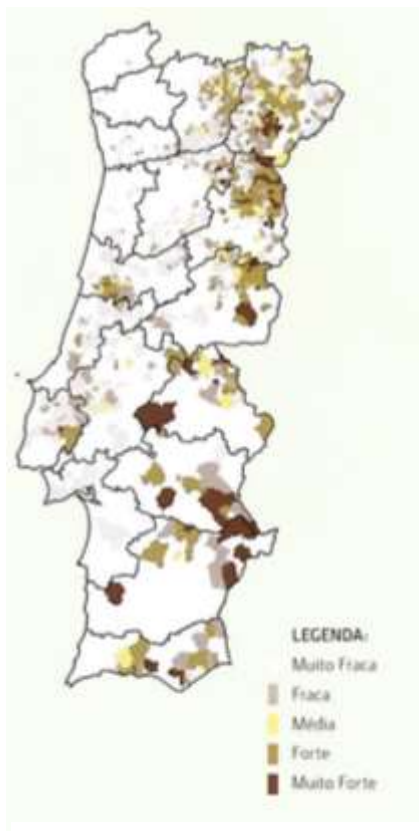 LEGENDA:
Muito Fraca
Fraca
Média
Forte
Muito Forte